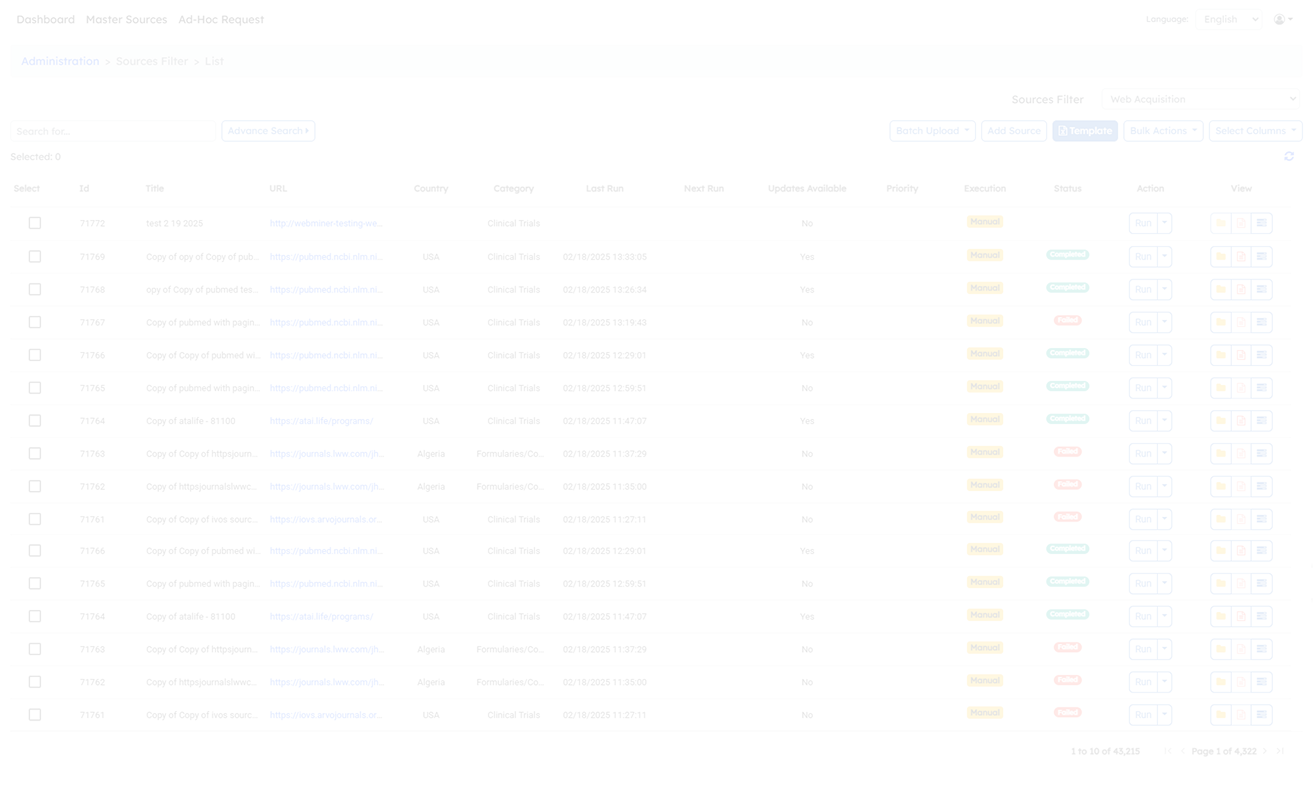 Dashboard Master Sources Ad-Hoc Request Language: English
Administration > Sources Filter > List
Sources Filter Web Acquisition
Search for... Advance Search Batch Upload Add Source Template Bulk Actions Select Columns
Selected: 0
Select Id Title URL Country Category Last Run Next Run Updates Available Priority Execution Status Action View
71772 test 2 19 2025 http://webminer-testing-we... Clinical Trials No Manual Run
71769 Copy of opy of Copy of pub... https://pubmed.ncbi.nlm.ni... USA Clinical Trials 02/18/2025 13:33:05 Yes Manual Completed Run
71768 opy of Copy of pubmed tes... https://pubmed.ncbi.nlm.ni... USA Clinical Trials 02/18/2025 13:26:34 Yes Manual Completed Run
71767 Copy of pubmed with pagin... https://pubmed.ncbi.nlm.ni... USA Clinical Trials 02/18/2025 13:19:43 No Manual Failed Run
71766 Copy of Copy of pubmed wi... https://pubmed.ncbi.nlm.ni... USA Clinical Trials 02/18/2025 12:29:01 Yes Manual Completed Run
71765 Copy of pubmed with pagin... https://pubmed.ncbi.nlm.ni... USA Clinical Trials 02/18/2025 12:59:51 No Manual Completed Run
71764 Copy of atalife - 81100 https://atai.life/programs/ USA Clinical Trials 02/18/2025 11:47:07 Yes Manual Completed Run
71763 Copy of Copy of httpsjourn... https://journals.lww.com/jh... Algeria Formularies/Co... 02/18/2025 11:37:29 No Manual Failed Run
71762 Copy of httpsjournalslwwc... https://journals.lww.com/jh... Algeria Formularies/Co... 02/18/2025 11:35:00 No Manual Failed Run
71761 Copy of Copy of ivos sourc... https://iovs.arvojournals.or... USA Clinical Trials 02/18/2025 11:27:11 No Manual Failed Run
71766 Copy of Copy of pubmed wi... https://pubmed.ncbi.nlm.ni... USA Clinical Trials 02/18/2025 12:29:01 Yes Manual Completed Run
71765 Copy of pubmed with pagin... https://pubmed.ncbi.nlm.ni... USA Clinical Trials 02/18/2025 12:59:51 No Manual Completed Run
71764 Copy of atalife - 81100 https://atai.life/programs/ USA Clinical Trials 02/18/2025 11:47:07 Yes Manual Completed Run
71763 Copy of Copy of httpsjourn... https://journals.lww.com/jh... Algeria Formularies/Co... 02/18/2025 11:37:29 No Manual Failed Run
71762 Copy of httpsjournalslwwc... https://journals.lww.com/jh... Algeria Formularies/Co... 02/18/2025 11:35:00 No Manual Failed Run
71761 Copy of Copy of ivos sourc... https://iovs.arvojournals.or... USA Clinical Trials 02/18/2025 11:27:11 No Manual Failed Run
1 to 10 of 43,215 Page 1 of 4,322